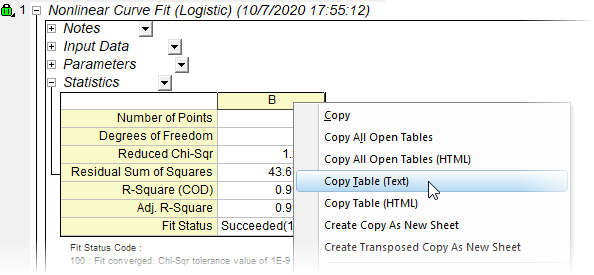 1 Nonlinear Curve Fit (Logistic) (10/7/2020 17:55:12)
Notes
Input Data
Parameters
Statistics
B
Number of Points
Degrees of Freedom
Reduced Chi-Sqr 1.
Residual Sum of Squares 43.6
R-Square (COD) 0.9
Adj. R-Square 0.9
Fit Status Succeeded(1
Fit Status Code :
100 : Fit converged. Chi-Sqr tolerance value of 1E-9
Copy
Copy All Open Tables
Copy All Open Tables (HTML)
Copy Table (Text)
Copy Table (HTML)
Create Copy As New Sheet
Create Transposed Copy As New Sheet